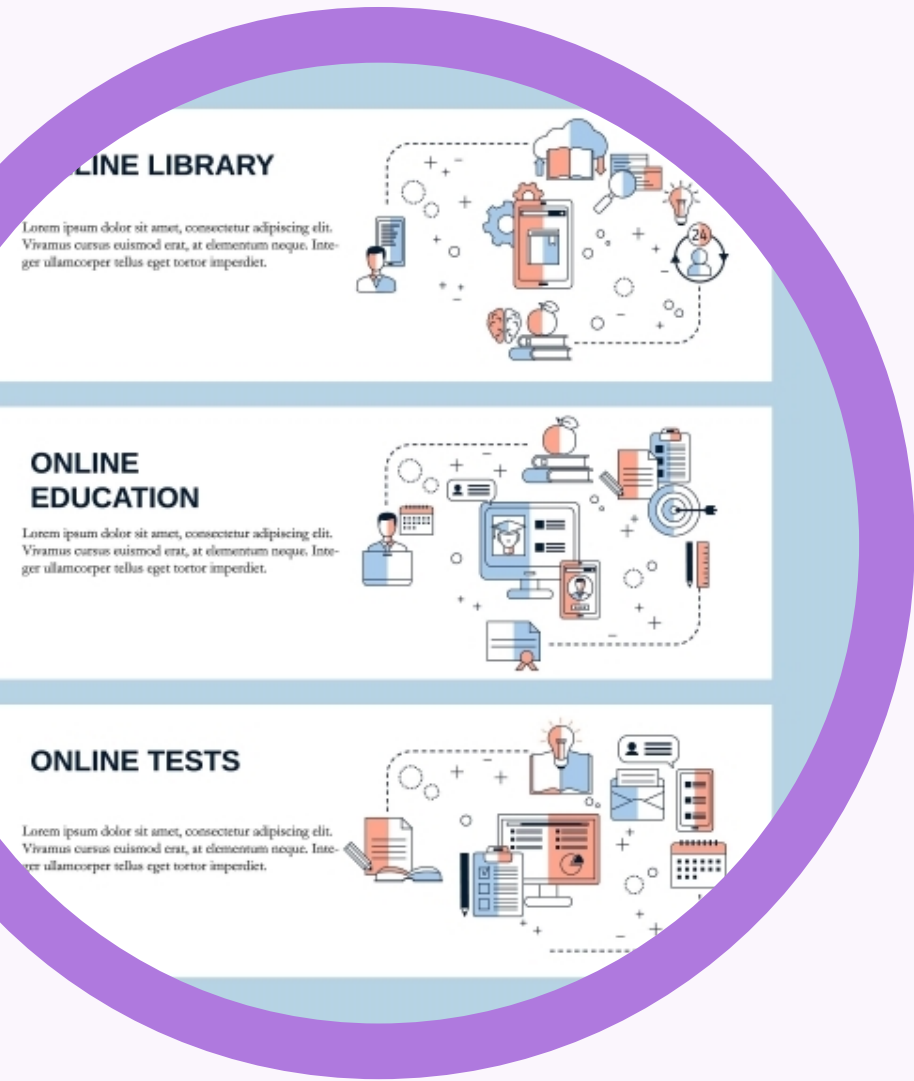 LINE LIBRARY
Lorem ipsum dolor sit amet, consectetur adipiscing elit.
Vivamus cursus euismod erat, at elementum neque. Inte-
ger ullamcorper tellus eget tortor imperdiet.
24
ONLINE
EDUCATION
Lorem ipsum dolor sit amet, consectetur adipiscing elit.
Vivamus cursus euismod erat, at elementum neque. Inte-
ger ullamcorper tellus eget tortor imperdiet.
ONLINE TESTS
Lorem ipsum dolor sit amet, consectetur adipiscing elit.
Vivamus cursus euismod erat, at elementum neque. Inte-
ger ullamcorper tellus eget tortor imperdiet.